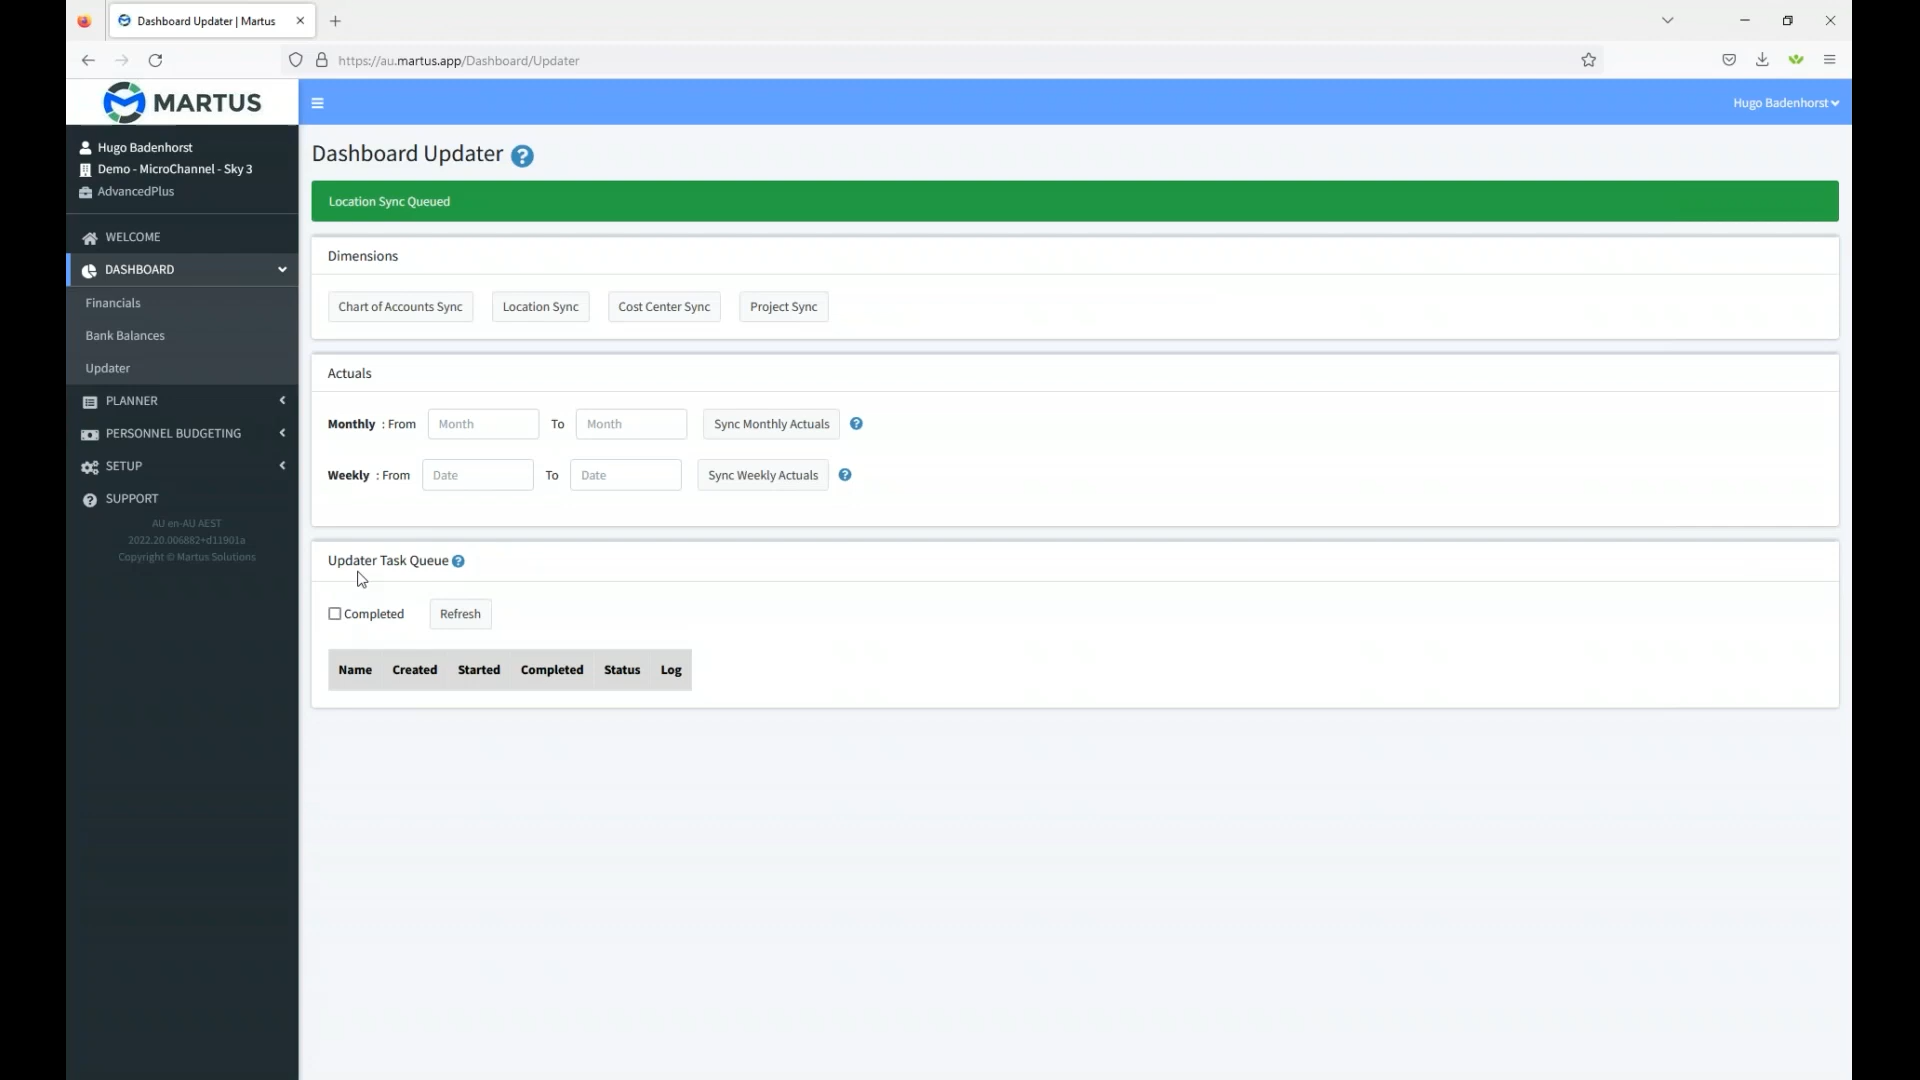 Dashboard Updater | Martus
https://au.martus.app/Dashboard/Updater
MARTUS
Hugo Badenhorst
Hugo Badenhorst
Demo - MicroChannel - Sky 3
AdvancedPlus
WELCOME
DASHBOARD
Financials
Bank Balances
Updater
PLANNER
PERSONNEL BUDGETING
SETUP
SUPPORT
AU en-AU AEST
2022.20.006882+d11901a
Copyright © Martus Solutions
Dashboard Updater ?
Location Sync Queued
Dimensions
Chart of Accounts Sync Location Sync Cost Center Sync Project Sync
Actuals
Monthly : From Month To Month Sync Monthly Actuals ?
Weekly : From Date To Date Sync Weekly Actuals ?
Updater Task Queue ?
Completed Refresh
Name Created Started Completed Status Log